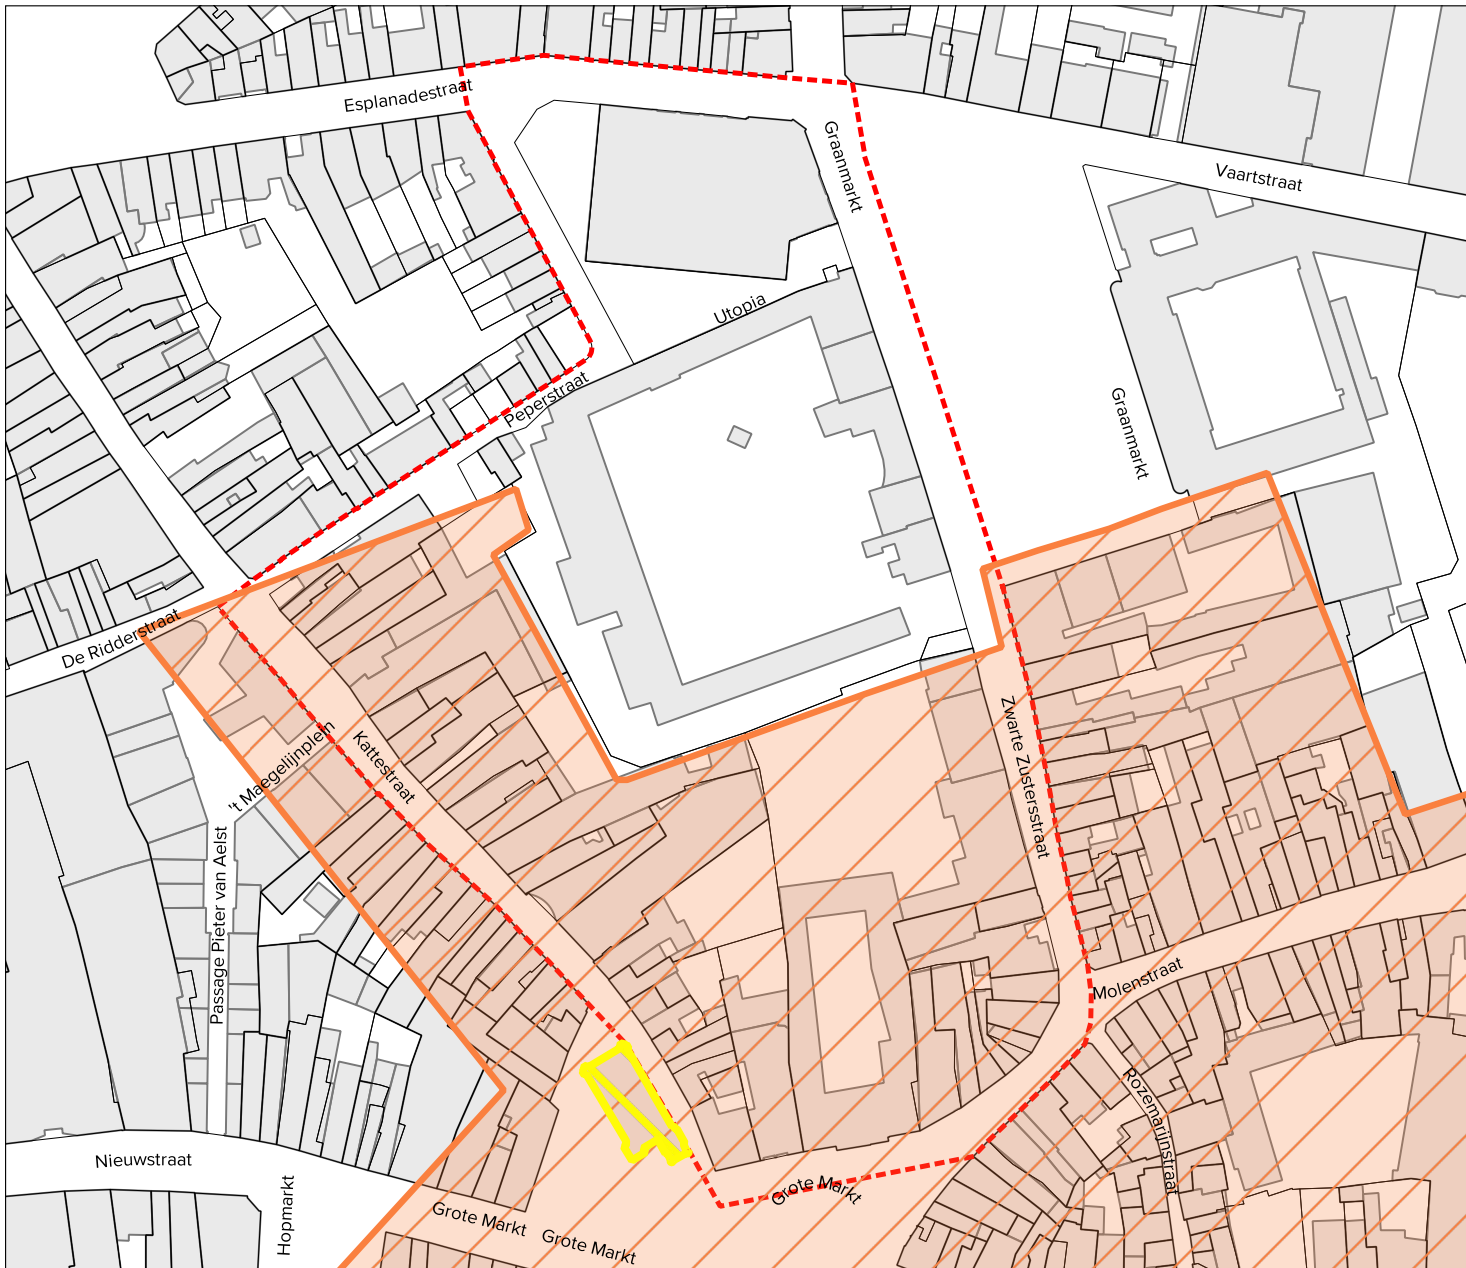 Esplanadestraat
Graanmarkt
Vaartstraat
Utopia
Peperstraat
Graanmarkt
De Ridderstraat
't Maegelijnplein
Kattestraat
Zwarte Zustersstraat
Passage Pieter van Aelst
Molenstraat
Rozemarijnstraat
Nieuwstraat
Grote Markt
Hopmarkt
Grote Markt
Grote Markt